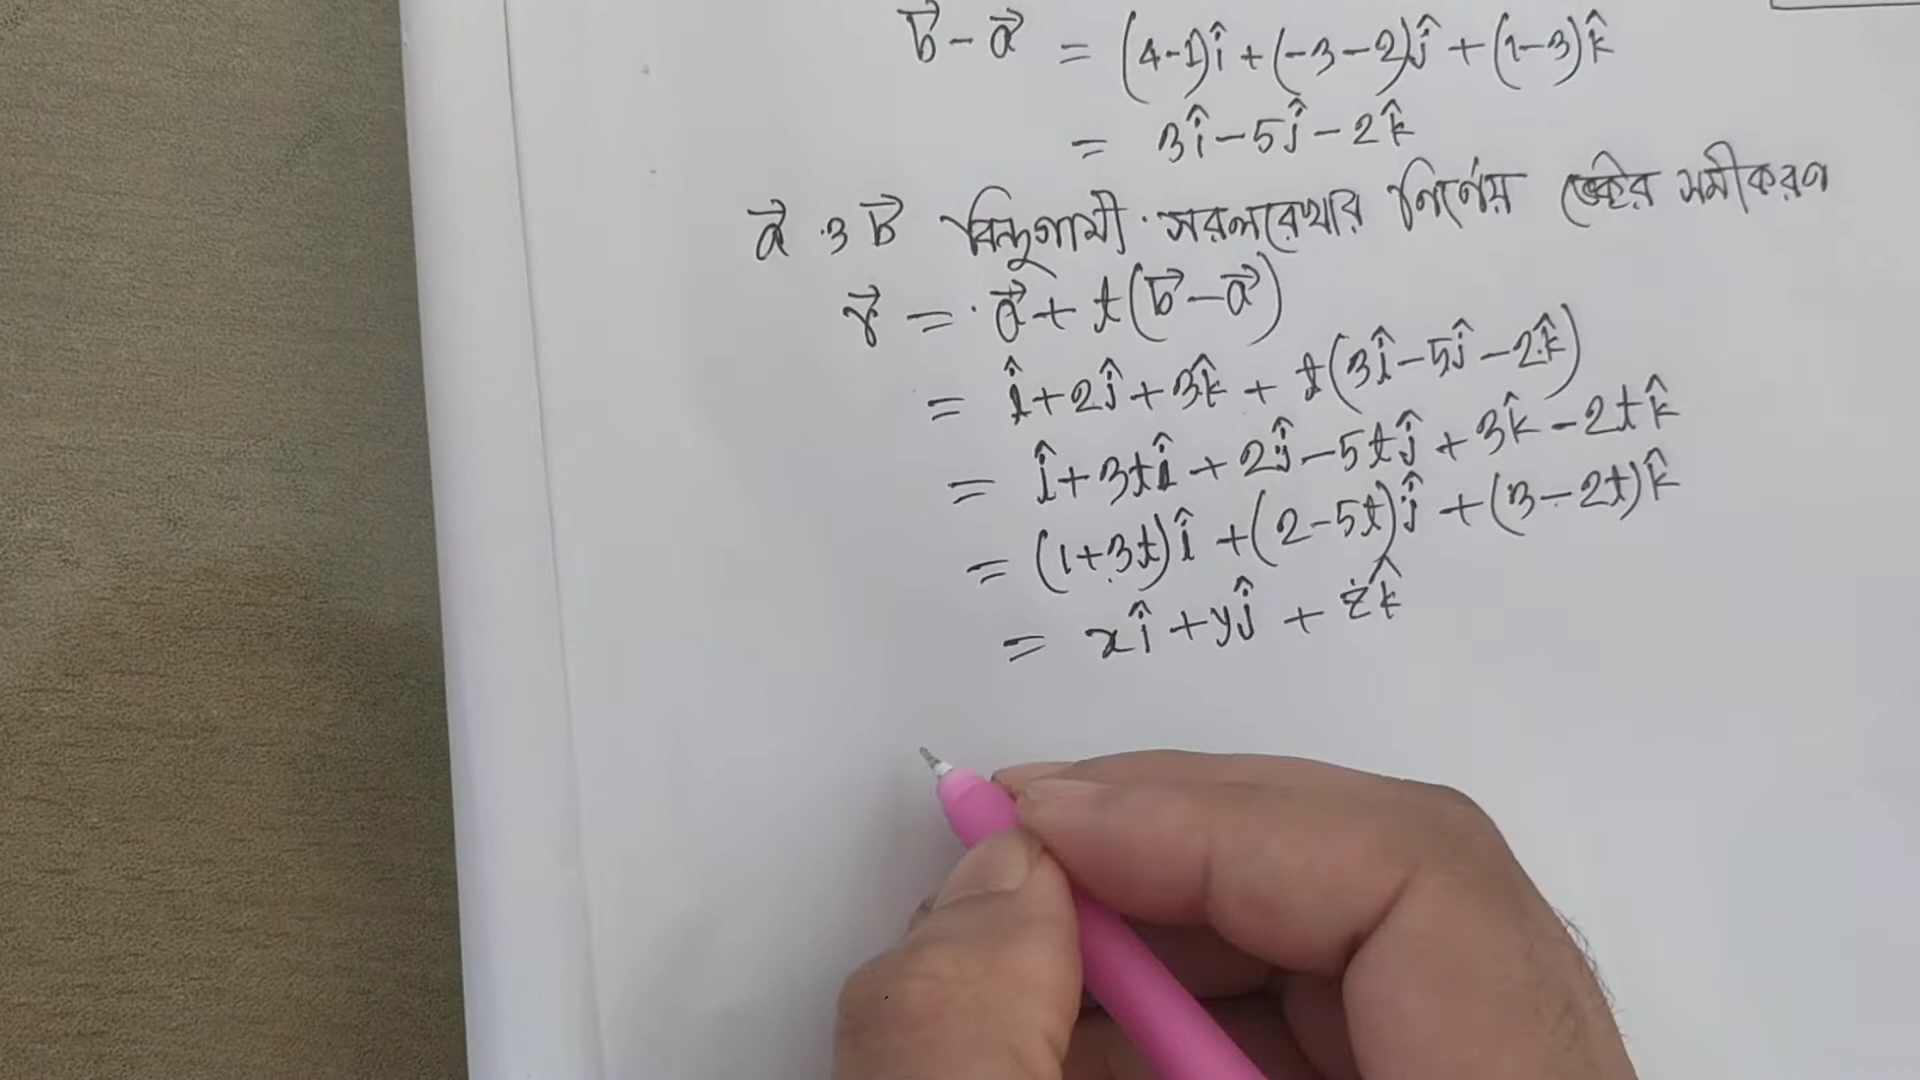 b⃗ - a⃗ = (4-1)î + (-3-2)ĵ + (1-3)k̂
= 3î - 5ĵ - 2k̂
a⃗ ও b⃗ বিন্দুগামী সরলরেখার নির্ণেয় ভেক্টর সমীকরণ
r⃗ = a⃗ + t(b⃗ - a⃗)
= î + 2ĵ + 3k̂ + t(3î - 5ĵ - 2k̂)
= î + 3tî + 2ĵ - 5tĵ + 3k̂ - 2tk̂
= (1+3t)î + (2-5t)ĵ + (3-2t)k̂
= xî + yĵ + zk̂